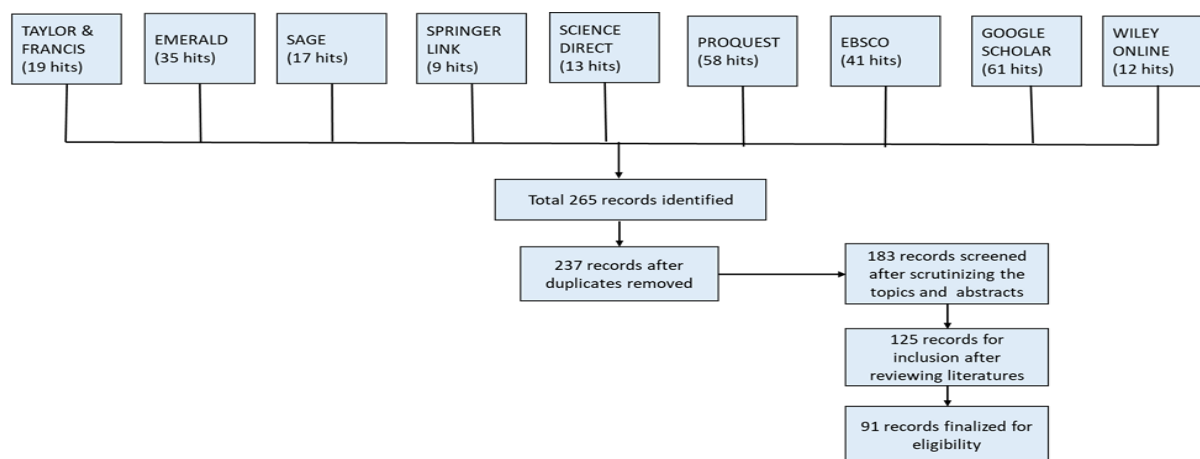 TAYLOR &
FRANCIS
(19 hits)
EMERALD
(35 hits)
SAGE
(17 hits)
SPRINGER
LINK
(9 hits)
SCIENCE
DIRECT
(13 hits)
PROQUEST
(58 hits)
EBSCO
(41 hits)
GOOGLE
SCHOLAR
(61 hits)
WILEY
ONLINE
(12 hits)
Total 265 records identified
237 records after
duplicates removed
183 records screened
after scrutinizing the
topics and abstracts
125 records for
inclusion after
reviewing literatures
91 records finalized for
eligibility